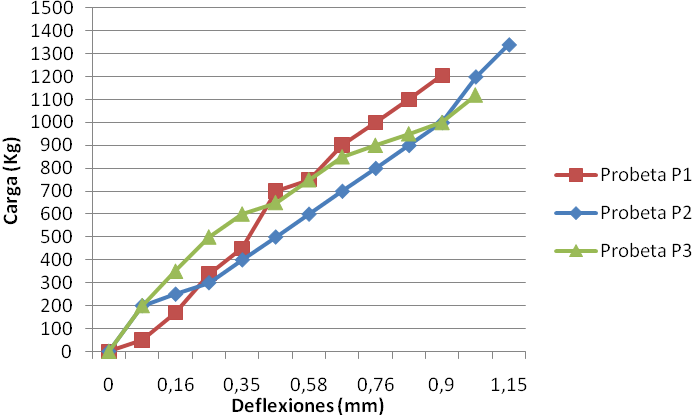 1500
1400
1300
1200
1100
1000
900
800
700
600
500
400
300
200
100
0
Carga (Kg)
0 0,16 0,35 0,58 0,76 0,9 1,15
Deflexiones (mm)
Probeta P1
Probeta P2
Probeta P3